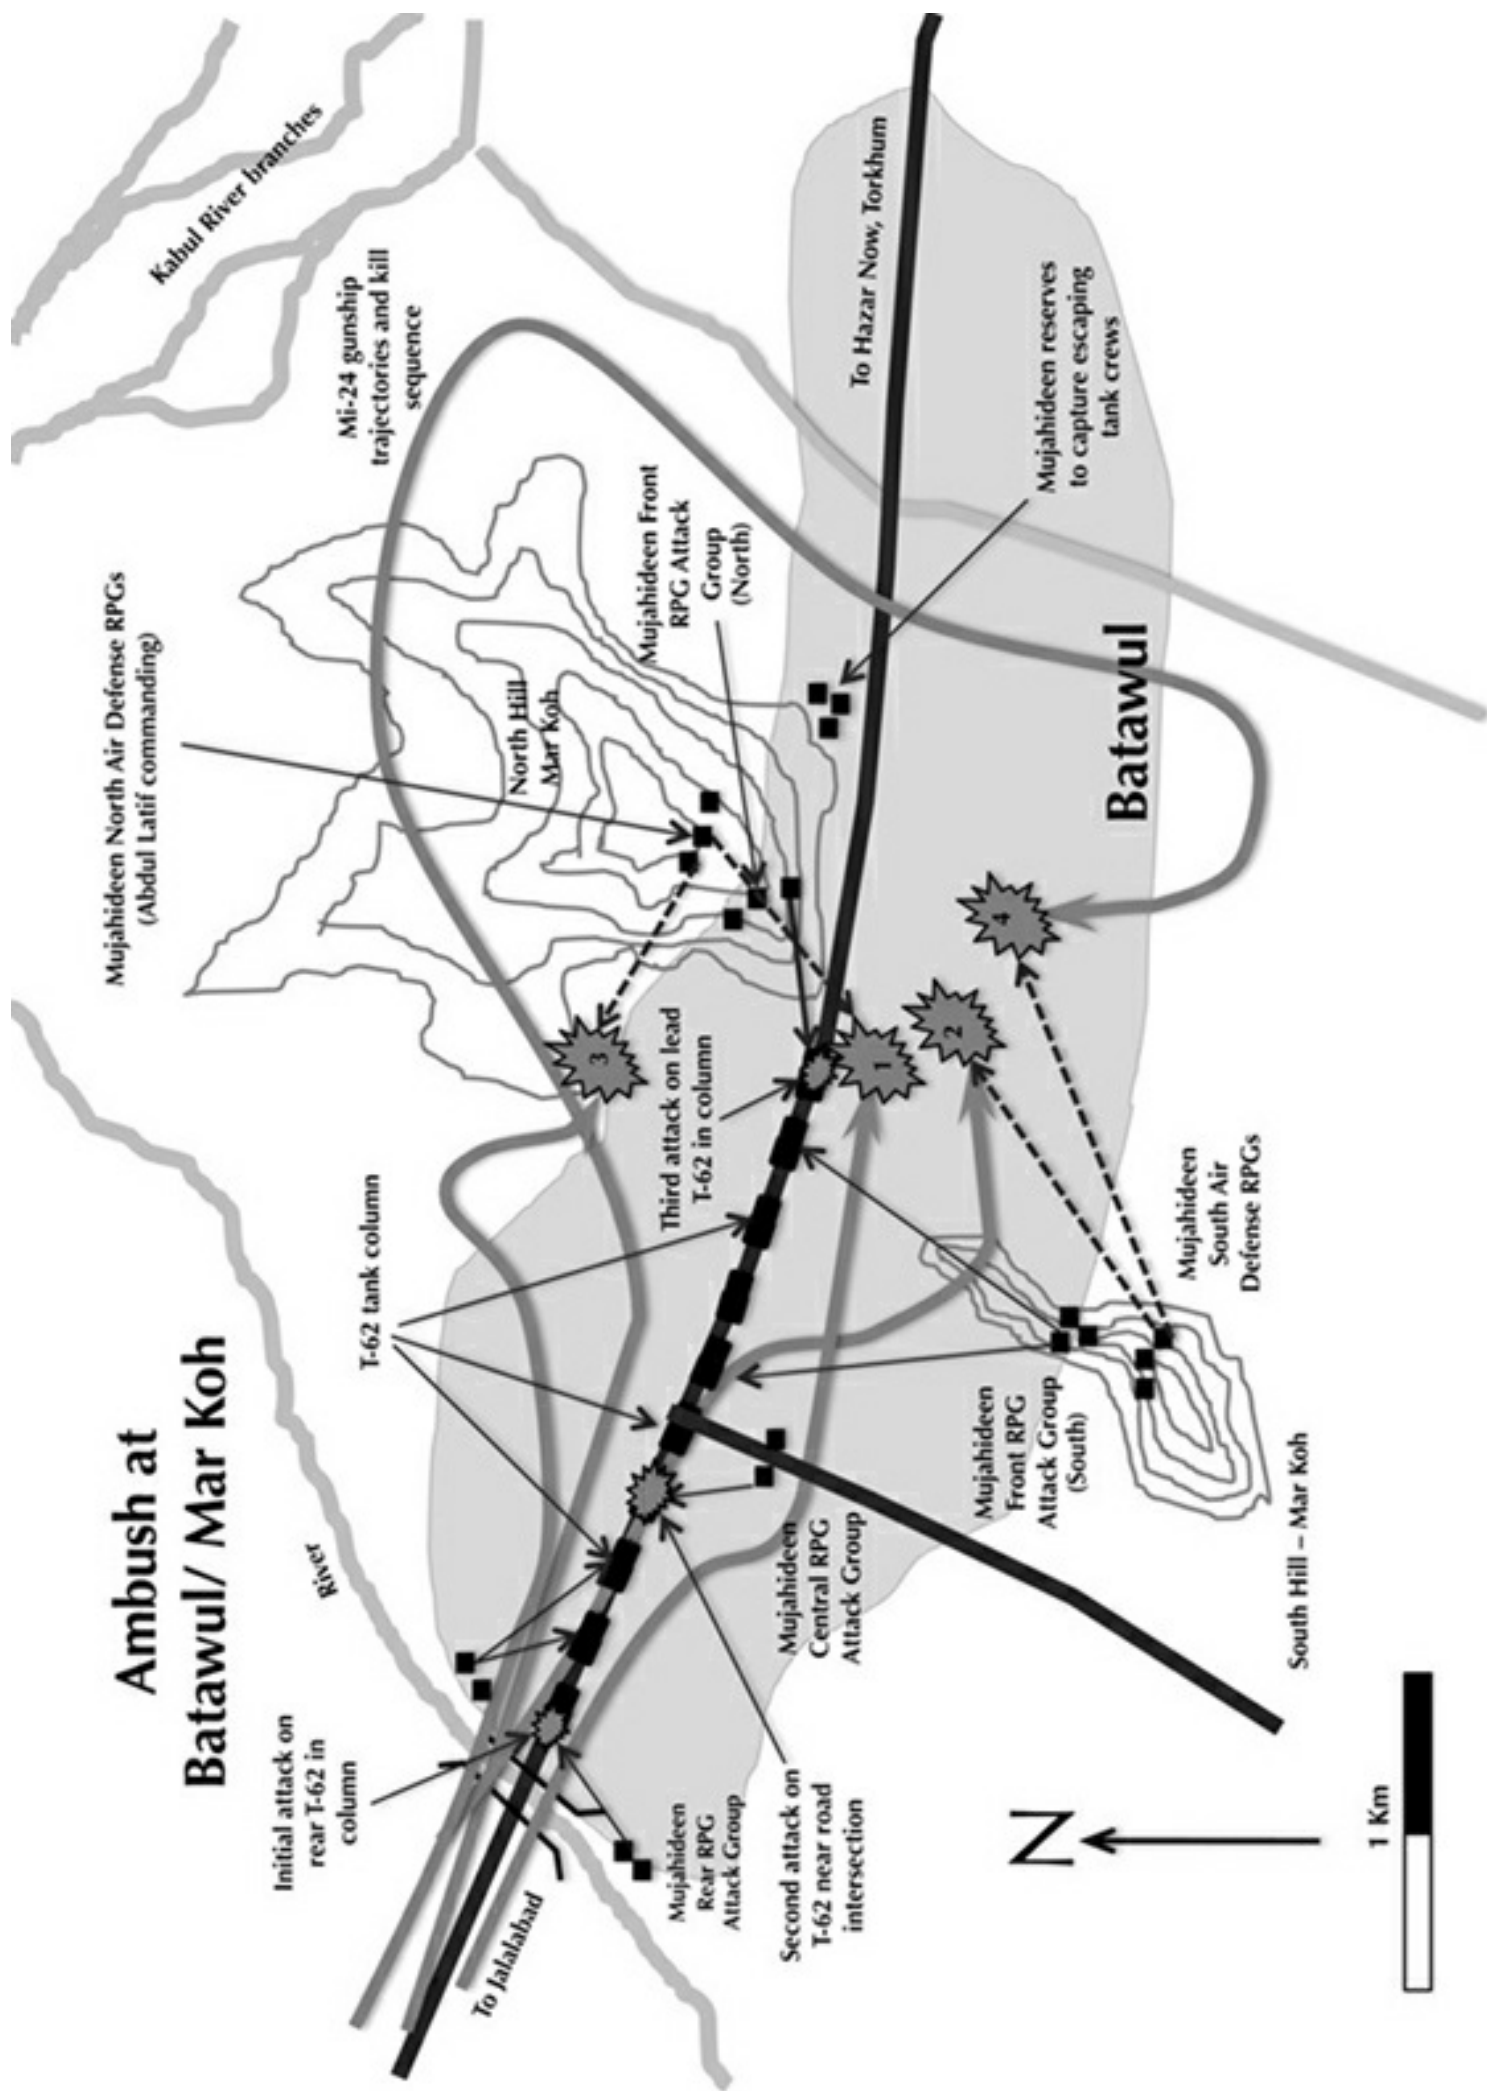 Ambush at
Batawul/ Mar Koh
Mujahideen North Air Defense RPGs
(Abdul Latif commanding)
Kabul River branches
Mi-24 gunship
trajectories and kill
sequence
River
Initial attack on
rear T-62 in
column
T-62 tank column
North Hill
Mar Koh
Mujahideen Front
RPG Attack
Group
(North)
Third attack on lead
T-62 in column
3
1
2
4
To Jalalabad
To Hazar Now, Torkhum
Mujahideen
Rear RPG
Attack Group
Second attack on
T-62 near road
intersection
Mujahideen
Central RPG
Attack Group
Mujahideen
Front RPG
Attack Group
(South)
Mujahideen
South Air
Defense RPGs
Mujahideen reserves
to capture escaping
tank crews
Batawul
South Hill – Mar Koh
N
1 Km